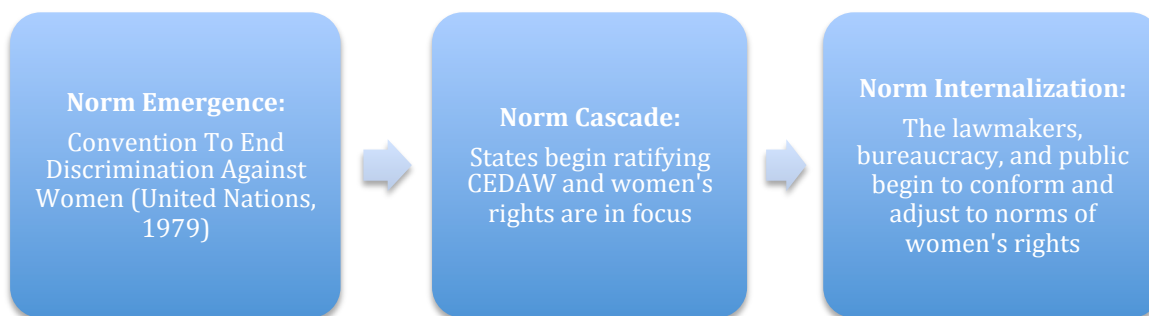 Norm Emergence:
Convention To End
Discrimination Against
Women (United Nations,
1979)
Norm Cascade:
States begin ratifying
CEDAW and women's
rights are in focus
Norm Internalization:
The lawmakers,
bureaucracy, and public
begin to conform and
adjust to norms of
women's rights